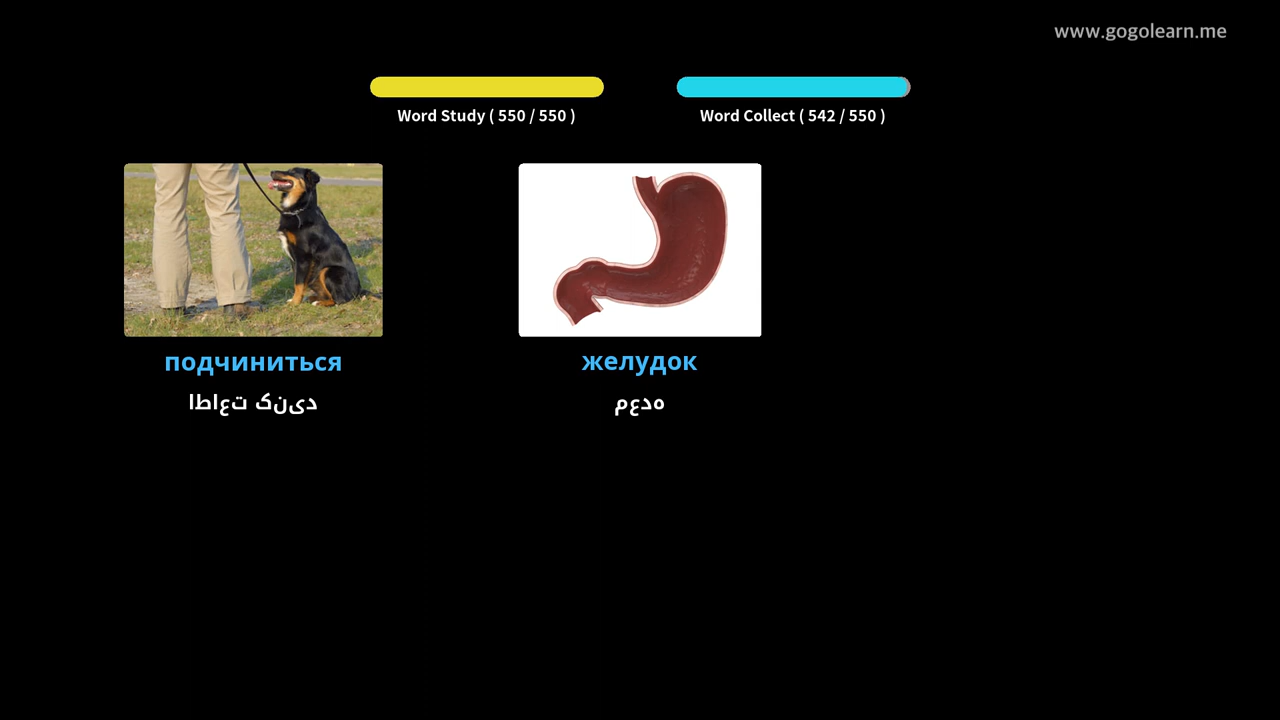 www.gogolearn.me
Word Study ( 550 / 550 )
Word Collect ( 542 / 550 )
подчиниться
اطاعت کنید
желудок
معده